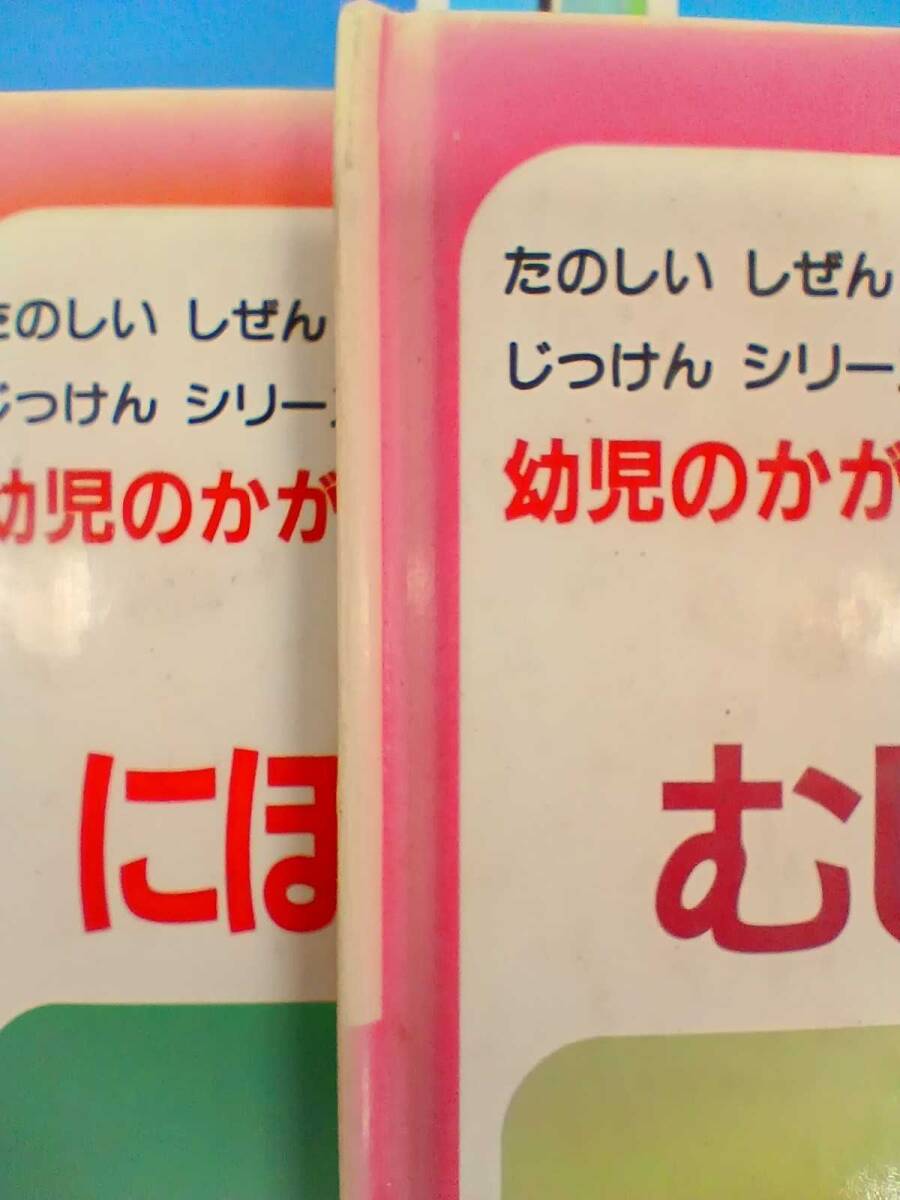 たのしい しぜん
じっけん シリー
幼児のかが
にほ
たのしい しぜん
じっけん シリー
幼児のかが
むし